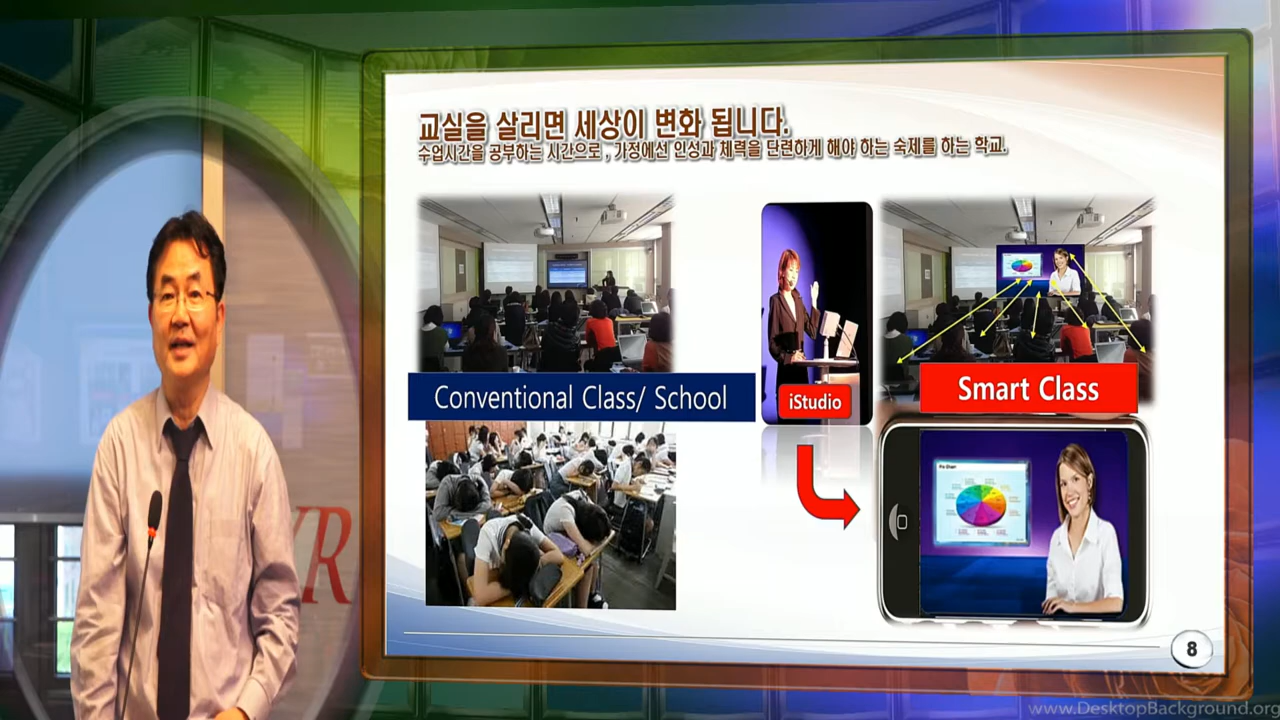 교실을 살리면 세상이 변화 됩니다.
수업시간을 공부하는 시간으로, 가정에선 인성과 체력을 단련하게 해야 하는 숙제를 하는 학교.
Conventional Class/ School
iStudio
Smart Class
8
www.DesktopBackground.org